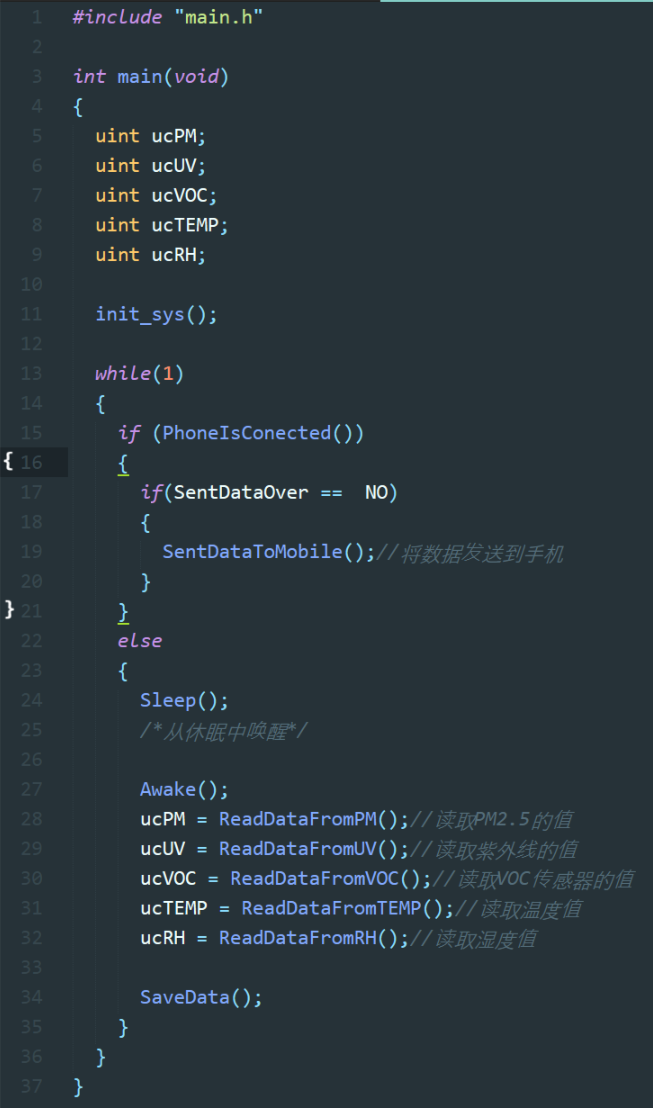 1 #include "main.h"
2
3 int main(void)
4 {
5 uint ucPM;
6 uint ucUV;
7 uint ucVOC;
8 uint ucTEMP;
9 uint ucRH;
10
11 init_sys();
12
13 while(1)
14 {
15 if (PhoneIsConected())
{ 16 {
17 if(SentDataOver ==  NO)
18 {
19 SentDataToMobile();//将数据发送到手机
20 }
} 21 }
22 else
23 {
24 Sleep();
25 /*从休眠中唤醒*/
26
27 Awake();
28 ucPM = ReadDataFromPM();//读取PM2.5的值
29 ucUV = ReadDataFromUV();//读取紫外线的值
30 ucVOC = ReadDataFromVOC();//读取VOC传感器的值
31 ucTEMP = ReadDataFromTEMP();//读取温度值
32 ucRH = ReadDataFromRH();//读取湿度值
33
34 SaveData();
35 }
36 }
37 }